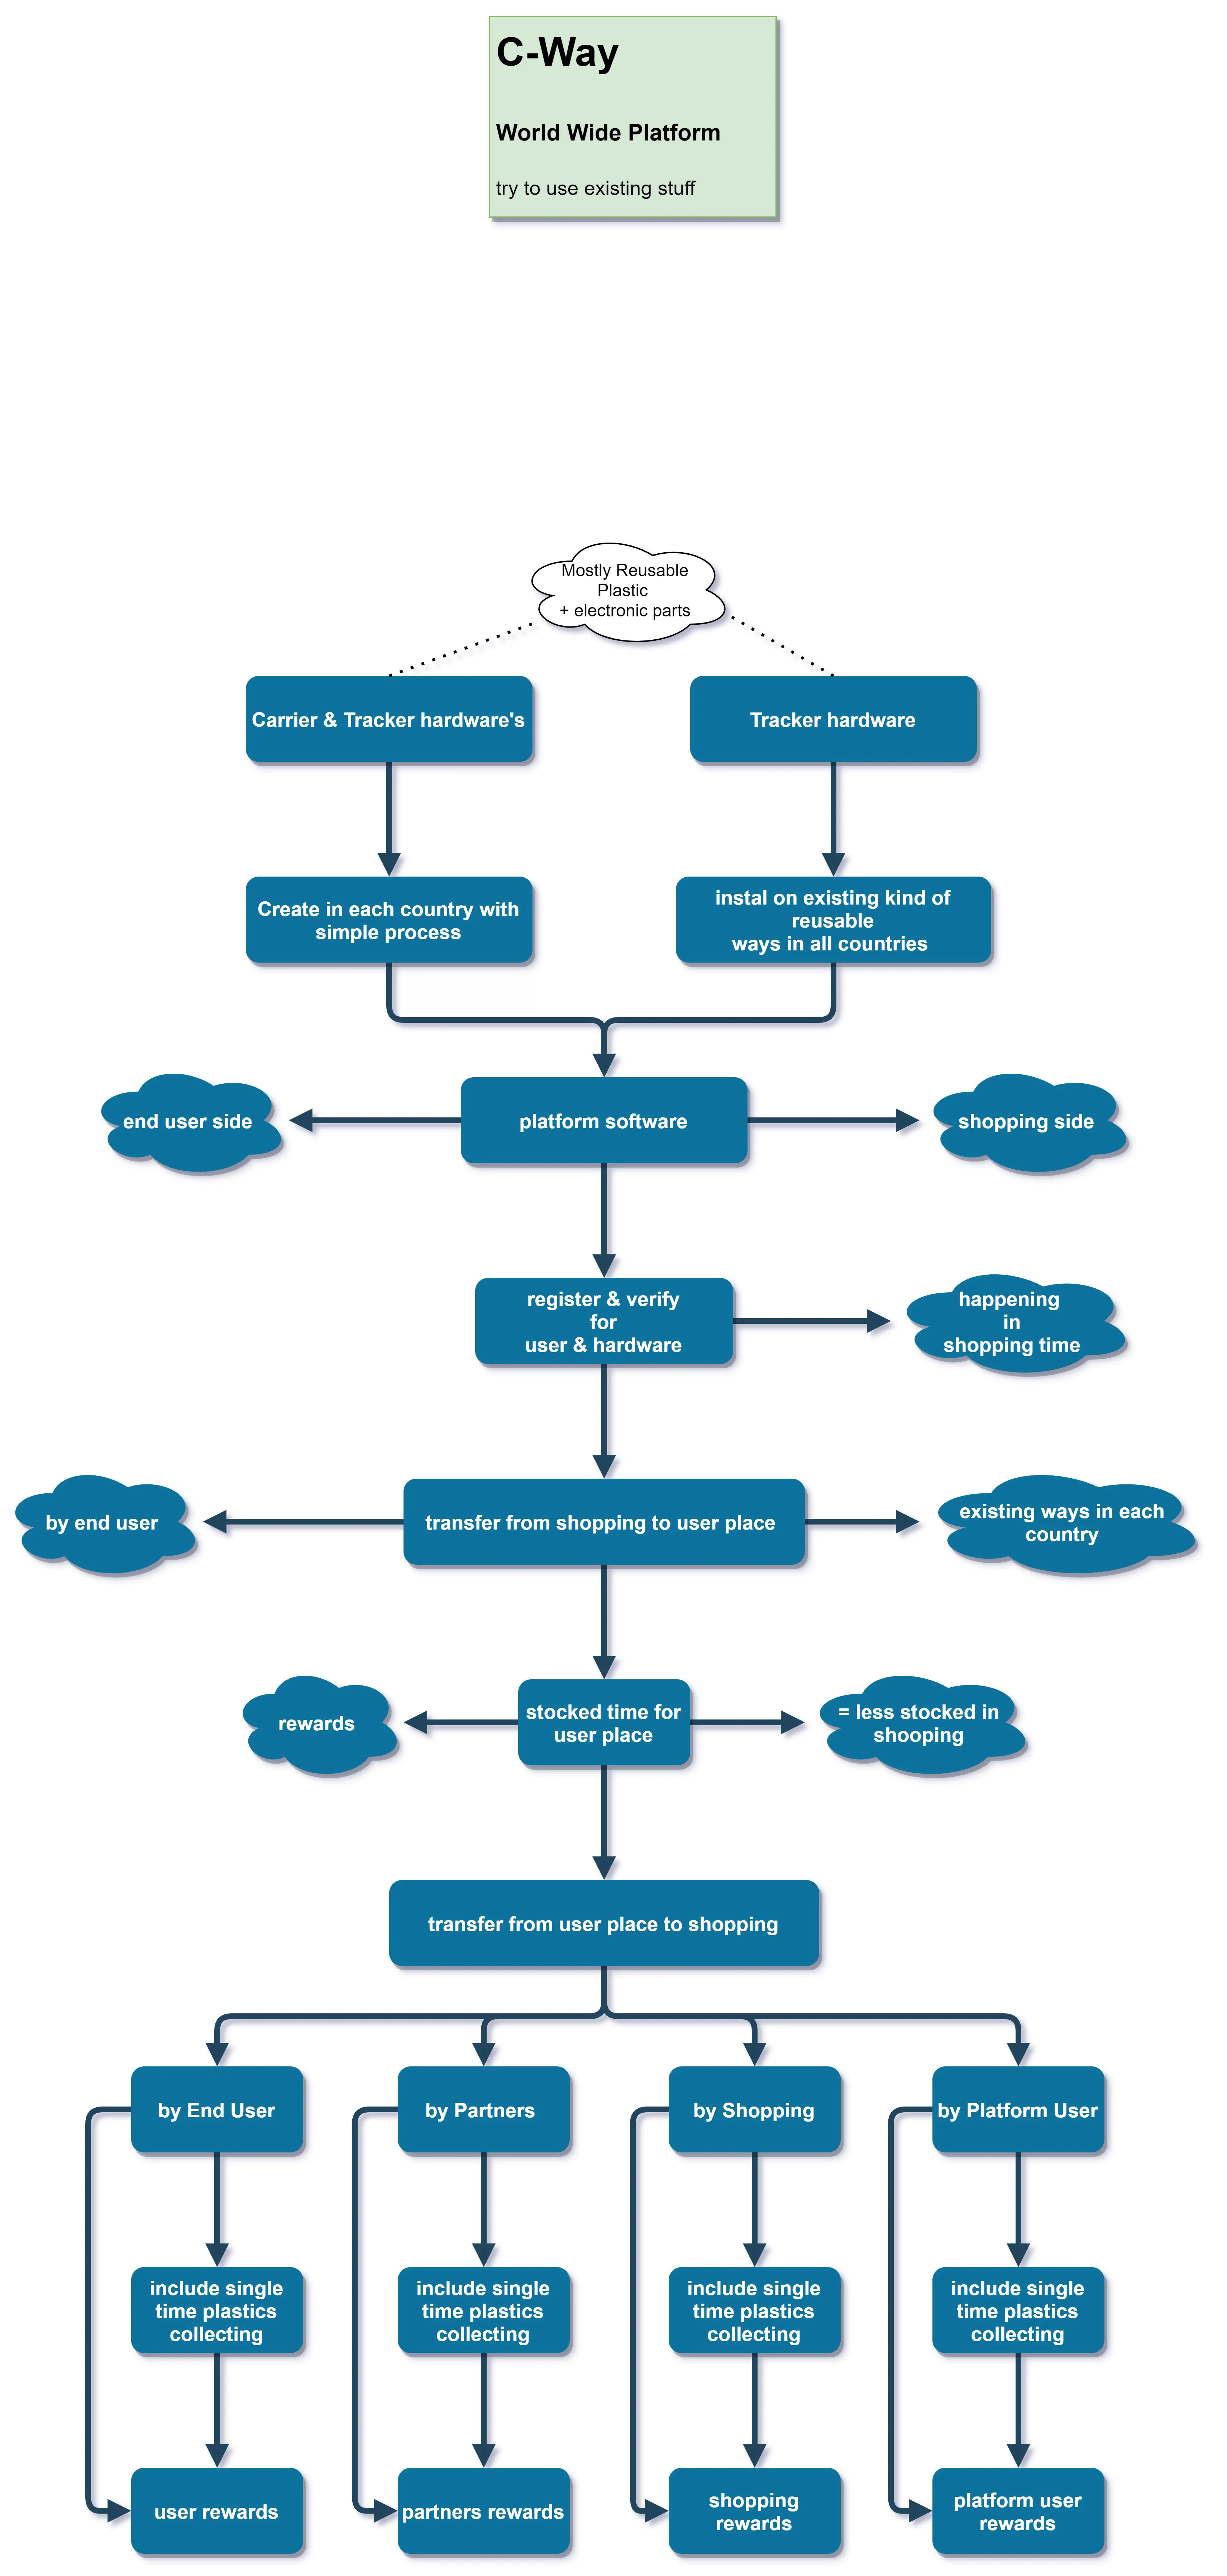 C-Way
World Wide Platform
try to use existing stuff
Mostly Reusable
Plastic
+ electronic parts
Carrier & Tracker hardware's
Tracker hardware
Create in each country with
simple process
instal on existing kind of
reusable
ways in all countries
end user side
platform software
shopping side
register & verify
for
user & hardware
happening
in
shopping time
by end user
transfer from shopping to user place
existing ways in each
country
rewards
stocked time for
user place
= less stocked in
shooping
transfer from user place to shopping
by End User
by Partners
by Shopping
by Platform User
include single
time plastics
collecting
include single
time plastics
collecting
include single
time plastics
collecting
include single
time plastics
collecting
user rewards
partners rewards
shopping
rewards
platform user
rewards